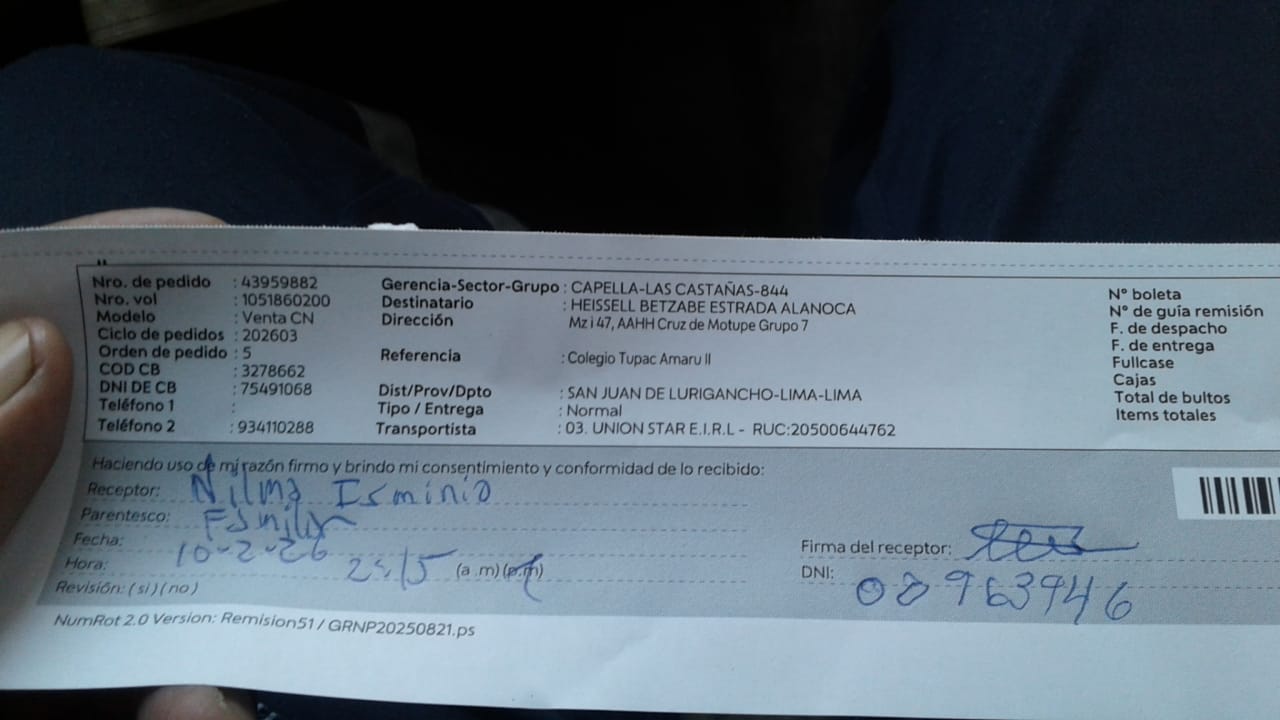 Nro. de pedido : 43959882
Nro. vol : 1051860200
Modelo : Venta CN
Ciclo de pedidos : 202603
Orden de pedido : 5
COD CB : 3278662
DNI DE CB : 75491068
Teléfono 1 :
Teléfono 2 : 934110288
Gerencia-Sector-Grupo : CAPELLA-LAS CASTAÑAS-844
Destinatario : HEISSELL BETZABE ESTRADA ALANOCA
Dirección Mz i 47, AAHH Cruz de Motupe Grupo 7
Referencia : Colegio Tupac Amaru II
Dist/Prov/Dpto : SAN JUAN DE LURIGANCHO-LIMA-LIMA
Tipo / Entrega : Normal
Transportista : 03. UNION STAR E.I.R.L - RUC:20500644762
N° boleta
N° de guía remisión
F. de despacho
F. de entrega
Fullcase
Cajas
Total de bultos
Items totales
Haciendo uso de mi razón firmo y brindo mi consentimiento y conformidad de lo recibido:
Receptor: Nilma Isminio
Parentesco:
Fecha: 10-2-26
Hora: (a .m) (p.m)
Revisión: ( si ) ( no )
Firma del receptor:
DNI: 08963946
NumRot 2.0 Version: Remision51 / GRNP20250821.ps